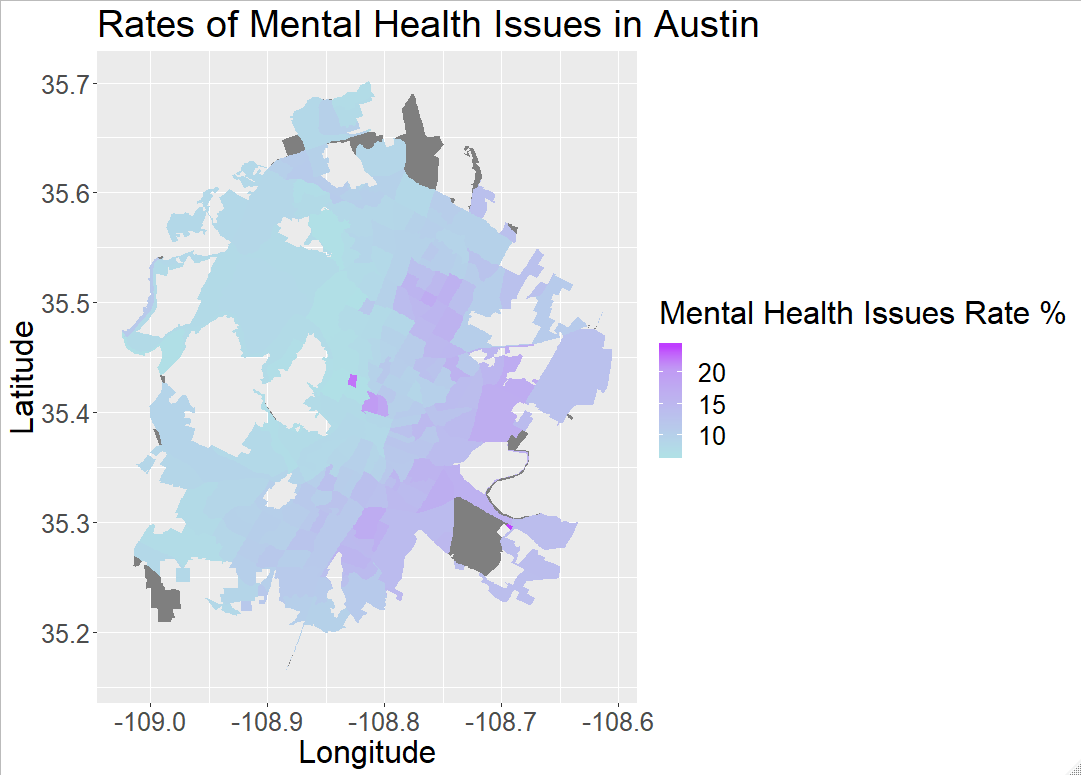 Rates of Mental Health Issues in Austin
35.7
35.6
35.5
35.4
35.3
35.2
Latitude
-109.0 -108.9 -108.8 -108.7 -108.6
Longitude
Mental Health Issues Rate %
20
15
10